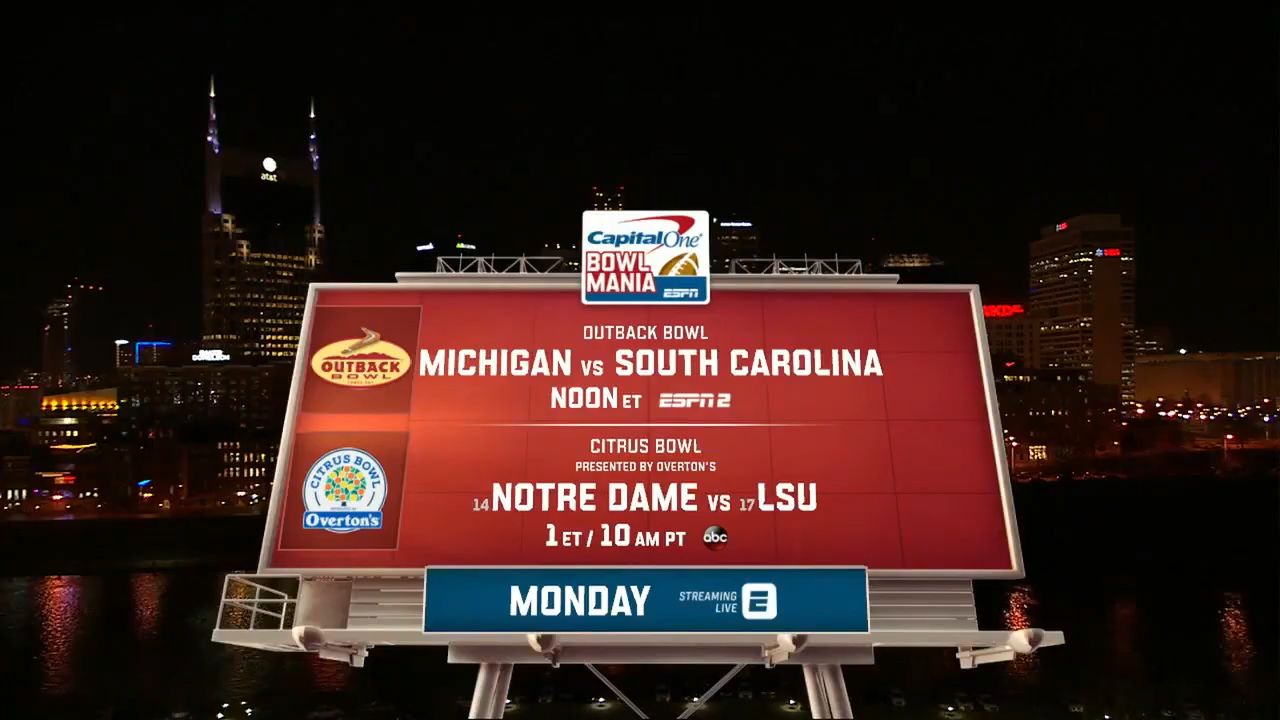 at&t
CapitalOne
BOWL
MANIA
ESPN
OUTBACK BOWL
OUTBACK
BOWL
MICHIGAN vs SOUTH CAROLINA
NOON ET ESPN2
CITRUS BOWL
PRESENTED BY OVERTON'S
CITRUS BOWL
Overton's
14 NOTRE DAME vs 17 LSU
1 ET / 10 AM PT abc
MONDAY
STREAMING
LIVE
E